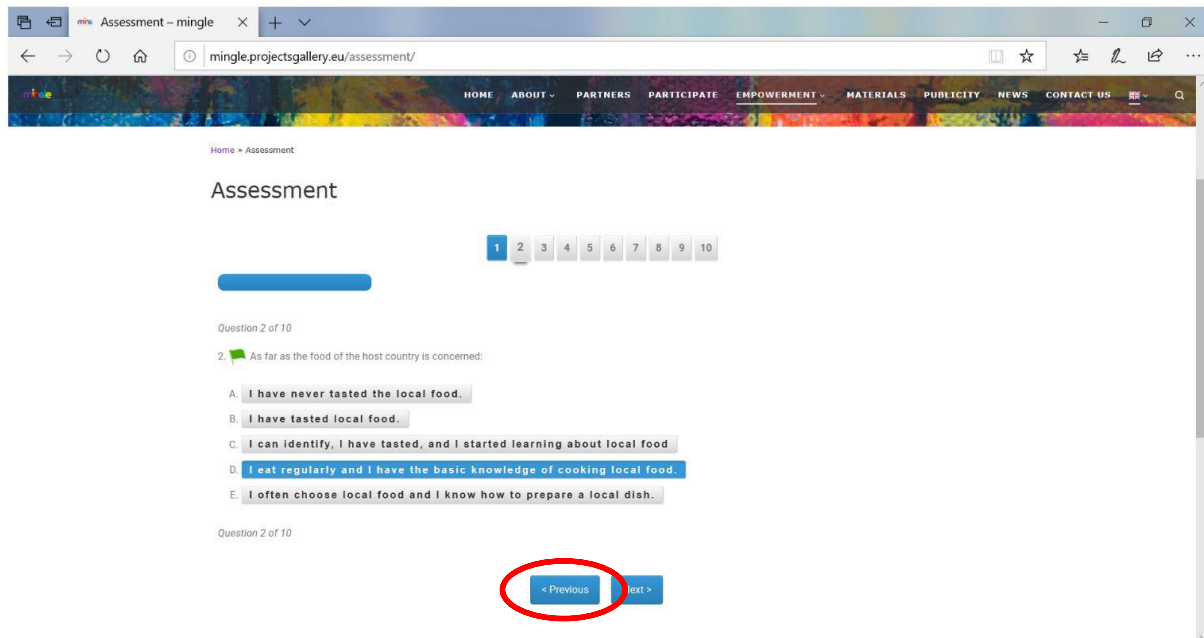 Assessment – mingle
mingle.projectsgallery.eu/assessment/
mingle HOME ABOUT PARTNERS PARTICIPATE EMPOWERMENT MATERIALS PUBLICITY NEWS CONTACT US
Home » Assessment
Assessment
1 2 3 4 5 6 7 8 9 10
Question 2 of 10
2. As far as the food of the host country is concerned:
A. I have never tasted the local food.
B. I have tasted local food.
C. I can identify, I have tasted, and I started learning about local food
D. I eat regularly and I have the basic knowledge of cooking local food.
E. I often choose local food and I know how to prepare a local dish.
Question 2 of 10
< Previous Next >